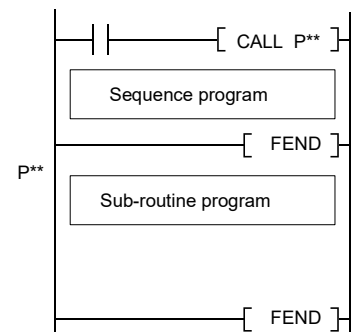 CALL P**
Sequence program
FEND
P**
Sub-routine program
FEND